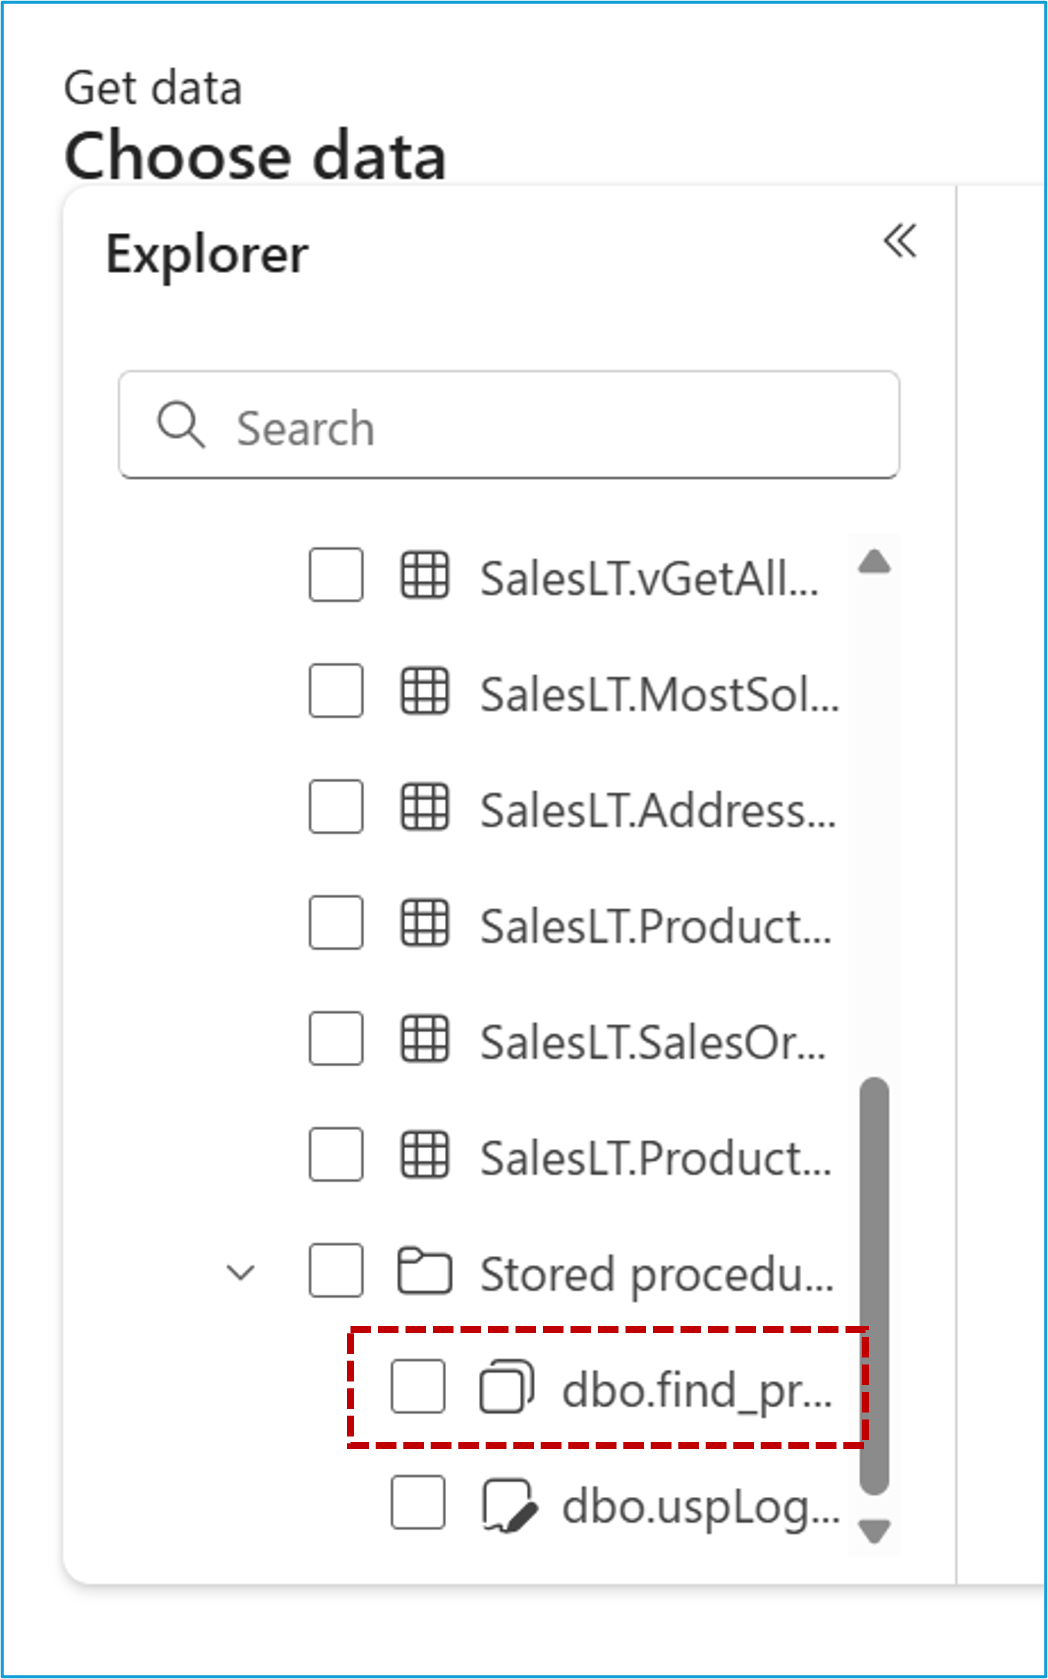 Get data
Choose data
Explorer
Search
SalesLT.vGetAll...
SalesLT.MostSol...
SalesLT.Address...
SalesLT.Product...
SalesLT.SalesOr...
SalesLT.Product...
Stored procedu...
dbo.find_pr...
dbo.uspLog...